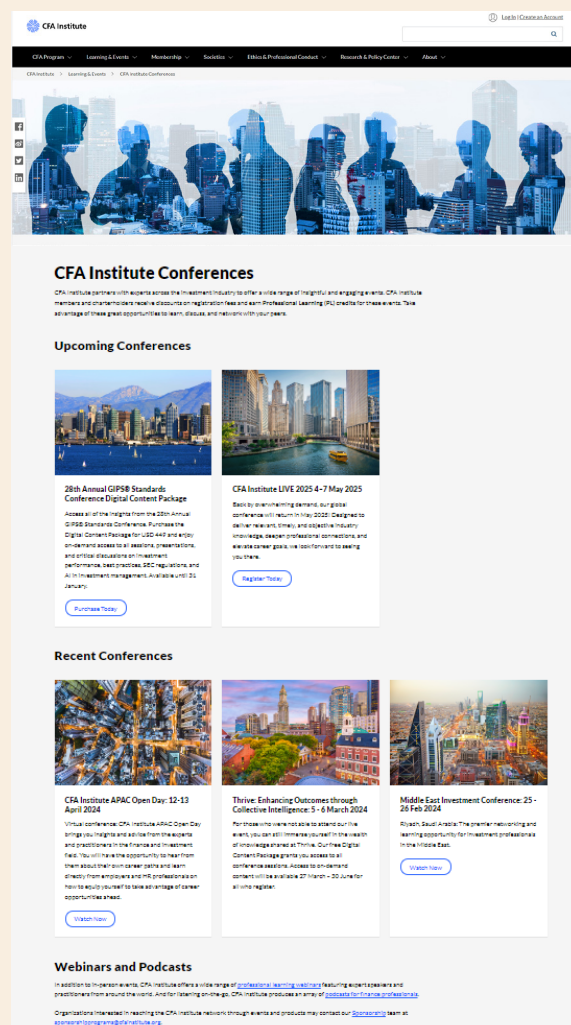 Log In / Create an Account
CFA Institute
CFA Program
Learning & Events
Membership
Societies
Ethics & Professional Conduct
Research & Policy Center
About
CFA Institute > Learning & Events > CFA Institute Conferences
CFA Institute Conferences
CFA Institute partners with experts across the investment industry to offer a wide range of insightful and engaging events. CFA Institute
members and charterholders receive discounts on registration fees and earn Professional Learning (PL) credits for these events. Take
advantage of these great opportunities to learn, discuss, and network with your peers.
Upcoming Conferences
28th Annual GIPS® Standards
Conference Digital Content Package
Access all of the insights from the 28th Annual
GIPS® Standards Conference. Purchase the
Digital Content Package for USD 449 and enjoy
on-demand access to all sessions, presentations,
and critical discussions on investment
performance, best practices, SEC regulations, and
AI in investment management. Available until 31
January.
Purchase Today
CFA Institute LIVE 2025 4–7 May 2025
Back by overwhelming demand, our global
conference will return in May 2025! Designed to
deliver relevant, timely, and objective industry
knowledge, deepen professional connections, and
elevate career goals, we look forward to seeing
you there.
Register Today
Recent Conferences
CFA Institute APAC Open Day: 12-13
April 2024
Virtual conference: CFA Institute APAC Open Day
brings you insights and advice from the experts
and practitioners in the finance and investment
field. You will have the opportunity to hear from
them about their own career paths and learn
directly from employers and HR professionals on
how to equip yourself to take advantage of career
opportunities ahead.
Watch Now
Thrive: Enhancing Outcomes through
Collective Intelligence: 5 - 6 March 2024
For those who were not able to attend our live
event, you can still immerse yourself in the wealth
of knowledge shared at Thrive. Our free Digital
Content Package grants you access to all
conference sessions. Access to on-demand
content will be available 27 March – 30 June for
all who register.
Middle East Investment Conference: 25 -
26 Feb 2024
Riyadh, Saudi Arabia: The premier networking and
learning opportunity for investment professionals
in the Middle East.
Watch Now
Webinars and Podcasts
In addition to in-person events, CFA Institute offers a wide range of professional learning webinars featuring expert speakers and
practitioners from around the world. And for listening on-the-go, CFA Institute produces an array of podcasts for finance professionals.
Organizations interested in reaching the CFA Institute network through events and products may contact our Sponsorship team at
sponsorshipprograms@cfainstitute.org.